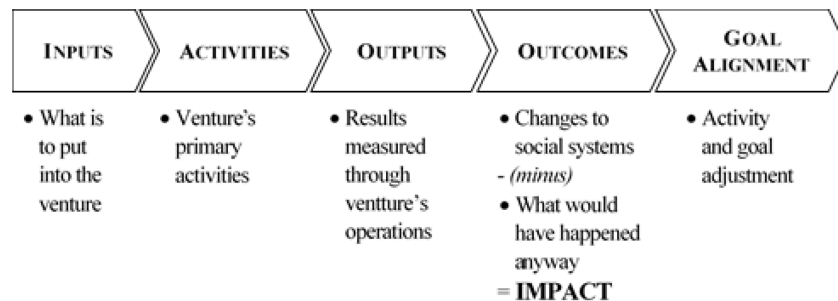 INPUTS
ACTIVITIES
OUTPUTS
OUTCOMES
GOAL
ALIGNMENT
• What is
to put
into the
venture
• Venture's
primary
activities
• Results
measured
through
ventture's
operations
• Changes to
social systems
- (minus)
• What would
have happened
anyway
= IMPACT
• Activity
and goal
adjustment